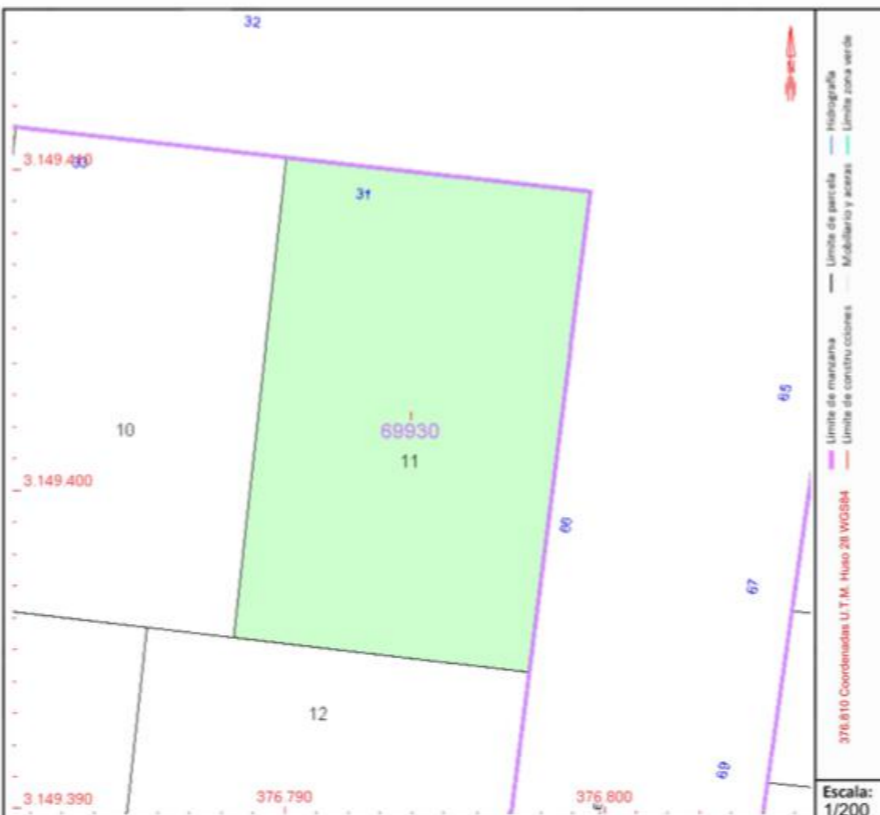 32
3.149.410
33
31
10
69930
11
3.149.400
65
66
67
12
69
3.149.390
376.790
376.800
Límite de manzana
Límite de parcela
Hidrografía
Límite de construcciones
Mobiliario y aceras
Límite zona verde
376.810 Coordenadas U.T.M. Huso 28 WGS84
Escala:
1/200